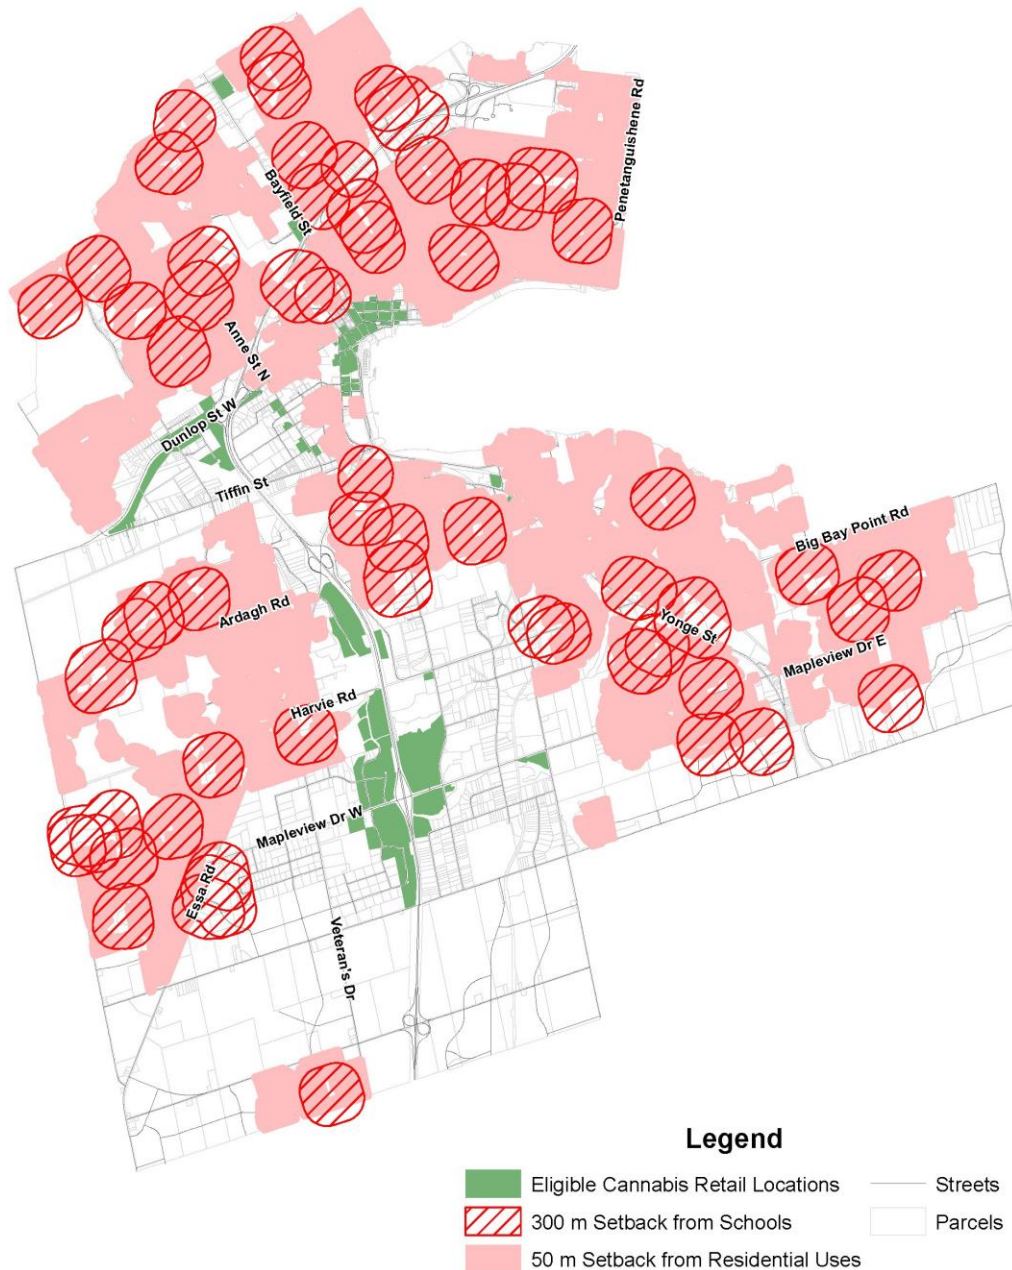 Penetanguishene Rd
Bayfield St
Anne St N
Dunlop St W
Tiffin St
Big Bay Point Rd
Ardagh Rd
Yonge St
Mapleview Dr E
Harvie Rd
Mapleview Dr W
Essa Rd
Veteran's Dr
Legend
Eligible Cannabis Retail Locations
Streets
300 m Setback from Schools
Parcels
50 m Setback from Residential Uses